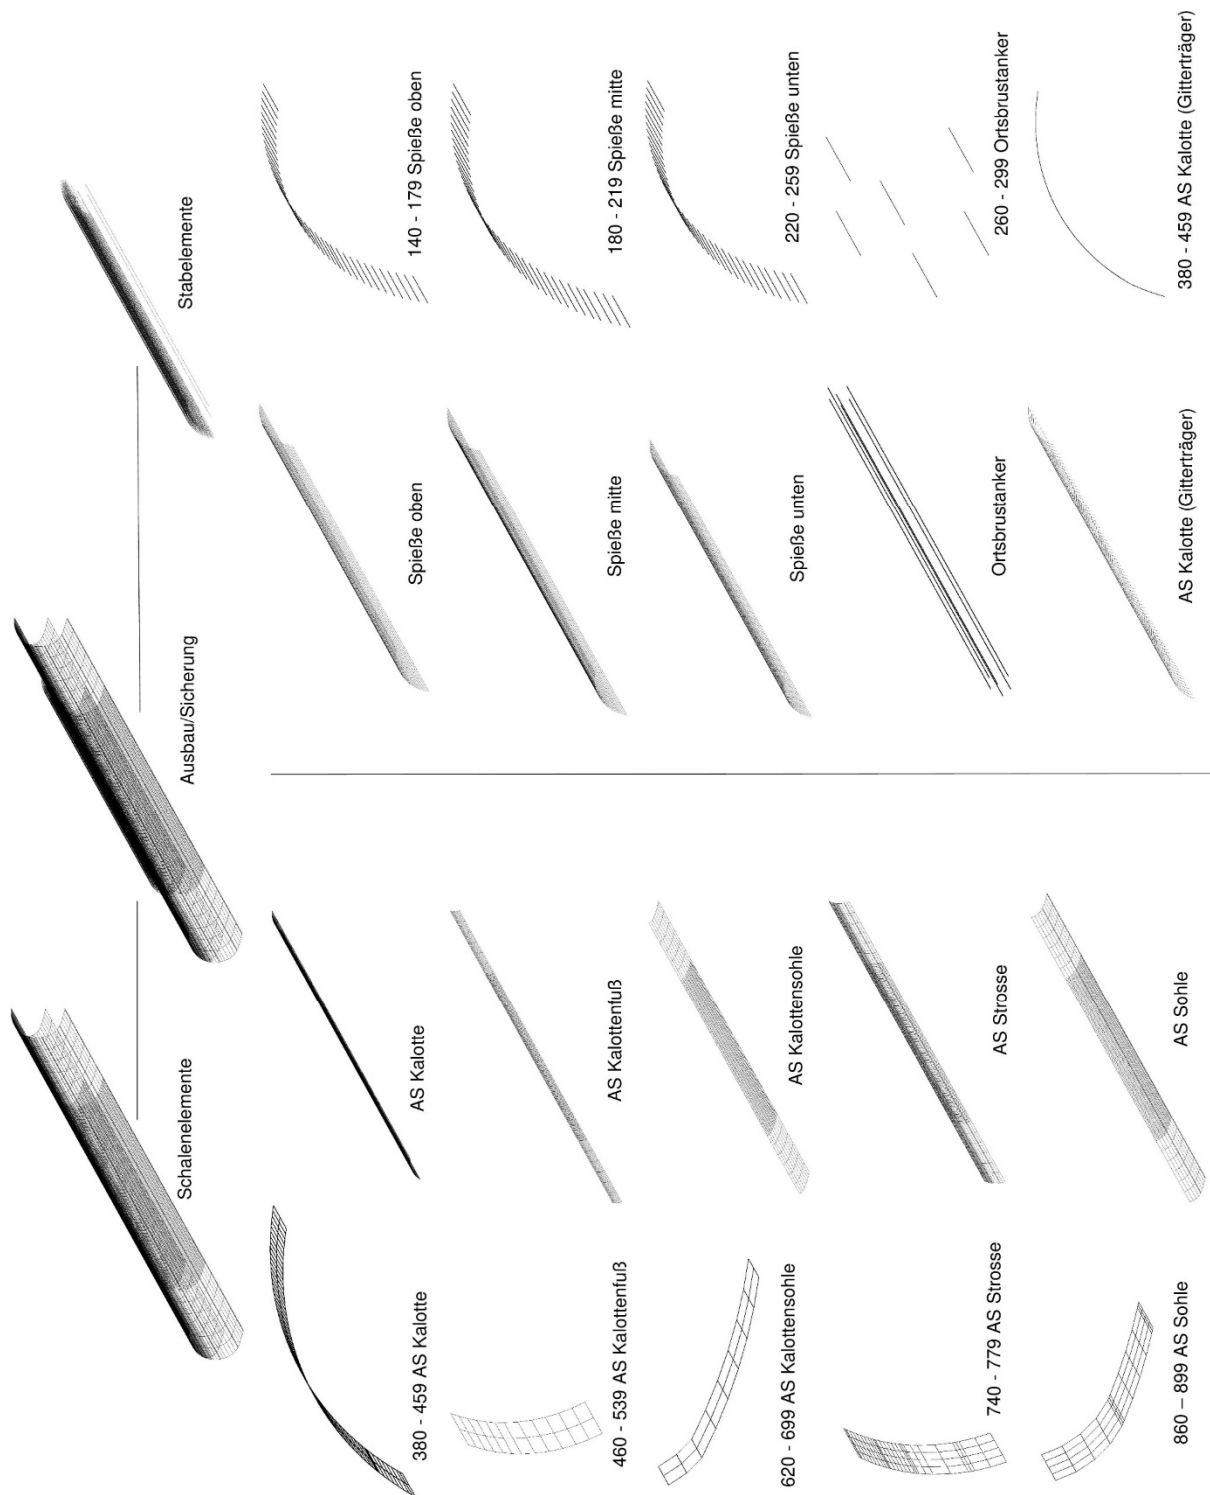 Schalenelemente
Ausbau/Sicherung
Stabelemente
380 - 459 AS Kalotte
AS Kalotte
Spieße oben
140 - 179 Spieße oben
460 - 539 AS Kalottenfuß
AS Kalottenfuß
Spieße mitte
180 - 219 Spieße mitte
620 - 699 AS Kalottensohle
AS Kalottensohle
Spieße unten
220 - 259 Spieße unten
740 - 779 AS Strosse
AS Strosse
Ortsbrustanker
260 - 299 Ortsbrustanker
860 – 899 AS Sohle
AS Sohle
AS Kalotte (Gitterträger)
380 - 459 AS Kalotte (Gitterträger)